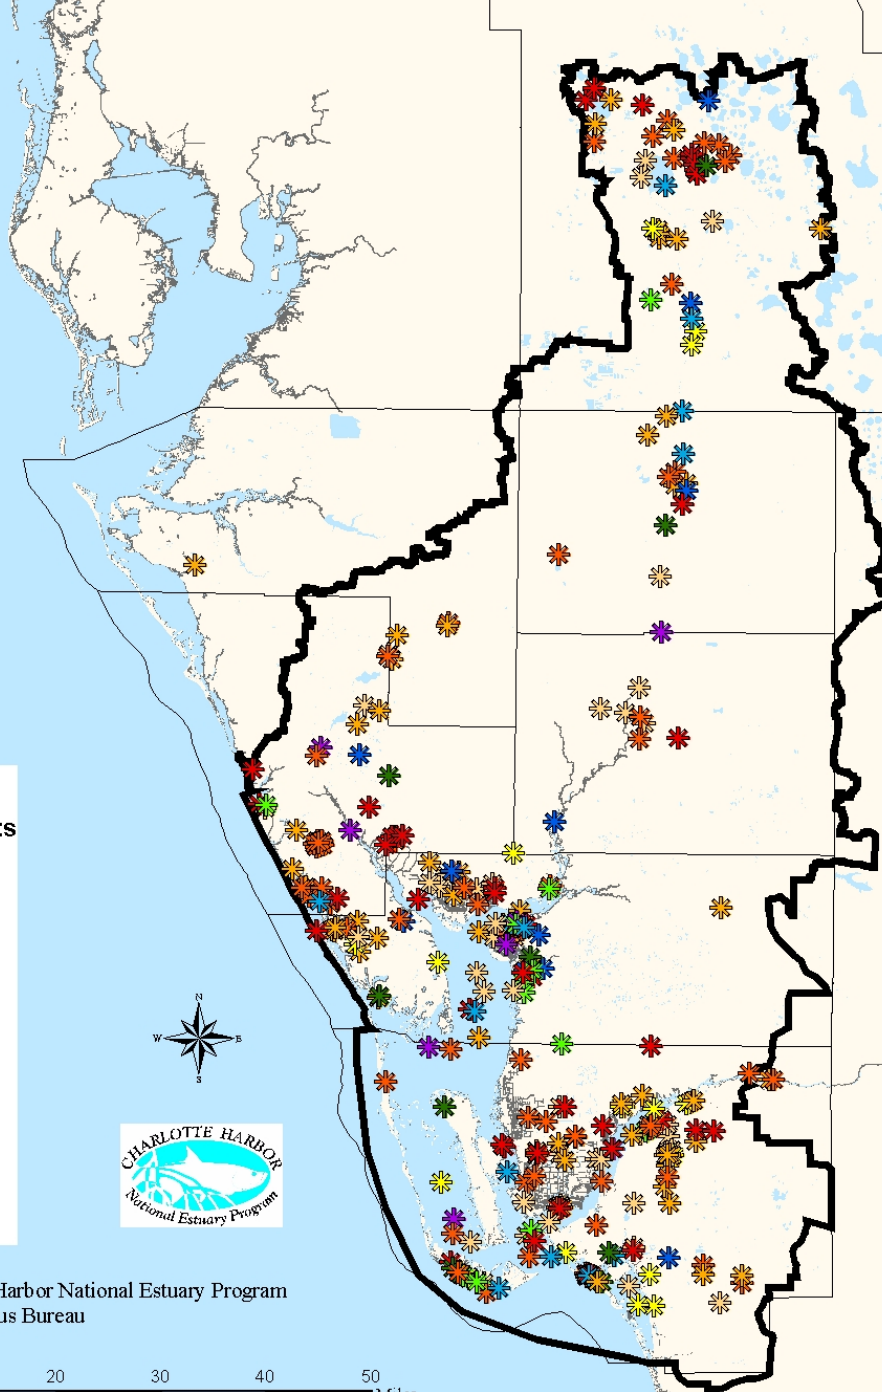 s
N
W E
S
CHARLOTTE HARBOR
National Estuary Program
Harbor National Estuary Program
us Bureau
20 30 40 50